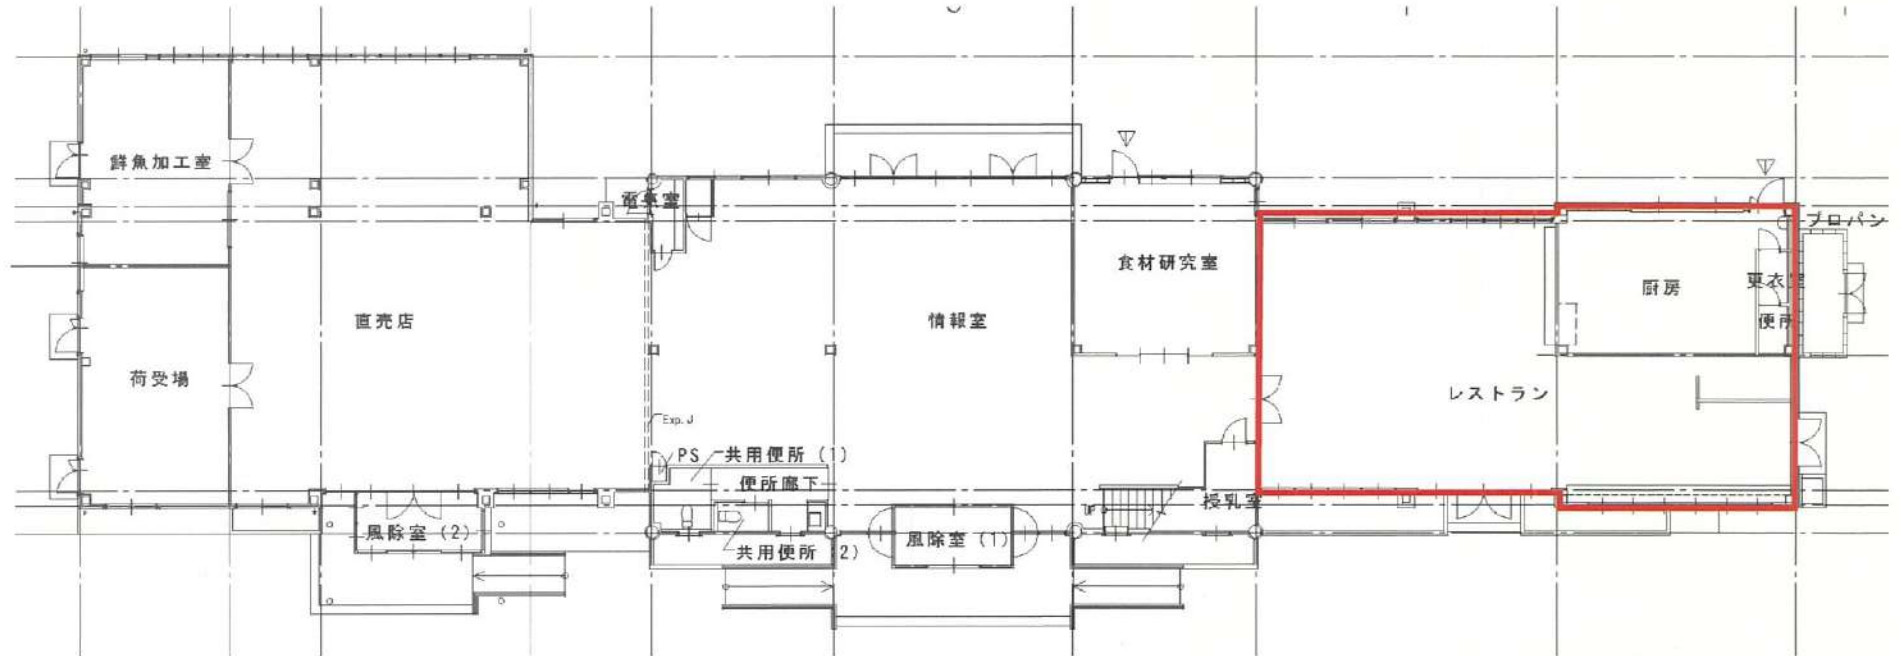 鮮魚加工室
電気室
プロパン
食材研究室
更衣室
厨房
直売店
情報室
便所
荷受場
レストラン
Exp.J
PS
共用便所（1）
便所廊下
授乳室
UP
風除室（2）
風除室（1）
共用便所（2）